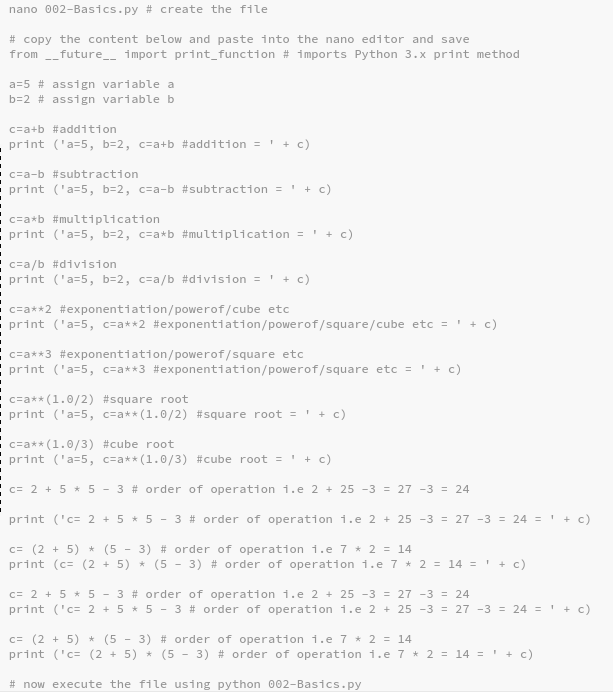 nano 002-Basics.py # create the file
# copy the content below and paste into the nano editor and save
from __future__ import print_function # imports Python 3.x print method
a=5 # assign variable a
b=2 # assign variable b
c=a+b #addition
print ('a=5, b=2, c=a+b #addition = ' + c)
c=a-b #subtraction
print ('a=5, b=2, c=a-b #subtraction = ' + c)
c=a*b #multiplication
print ('a=5, b=2, c=a*b #multiplication = ' + c)
c=a/b #division
print ('a=5, b=2, c=a/b #division = ' + c)
c=a**2 #exponentiation/powerof/cube etc
print ('a=5, c=a**2 #exponentiation/powerof/square/cube etc = ' + c)
c=a**3 #exponentiation/powerof/square etc
print ('a=5, c=a**3 #exponentiation/powerof/square etc = ' + c)
c=a**(1.0/2) #square root
print ('a=5, c=a**(1.0/2) #square root = ' + c)
c=a**(1.0/3) #cube root
print ('a=5, c=a**(1.0/3) #cube root = ' + c)
c= 2 + 5 * 5 - 3 # order of operation i.e 2 + 25 -3 = 27 -3 = 24
print ('c= 2 + 5 * 5 - 3 # order of operation i.e 2 + 25 -3 = 27 -3 = 24 = ' + c)
c= (2 + 5) * (5 - 3) # order of operation i.e 7 * 2 = 14
print (c= (2 + 5) * (5 - 3) # order of operation i.e 7 * 2 = 14 = ' + c)
c= 2 + 5 * 5 - 3 # order of operation i.e 2 + 25 -3 = 27 -3 = 24
print ('c= 2 + 5 * 5 - 3 # order of operation i.e 2 + 25 -3 = 27 -3 = 24 = ' + c)
c= (2 + 5) * (5 - 3) # order of operation i.e 7 * 2 = 14
print ('c= (2 + 5) * (5 - 3) # order of operation i.e 7 * 2 = 14 = ' + c)
# now execute the file using python 002-Basics.py